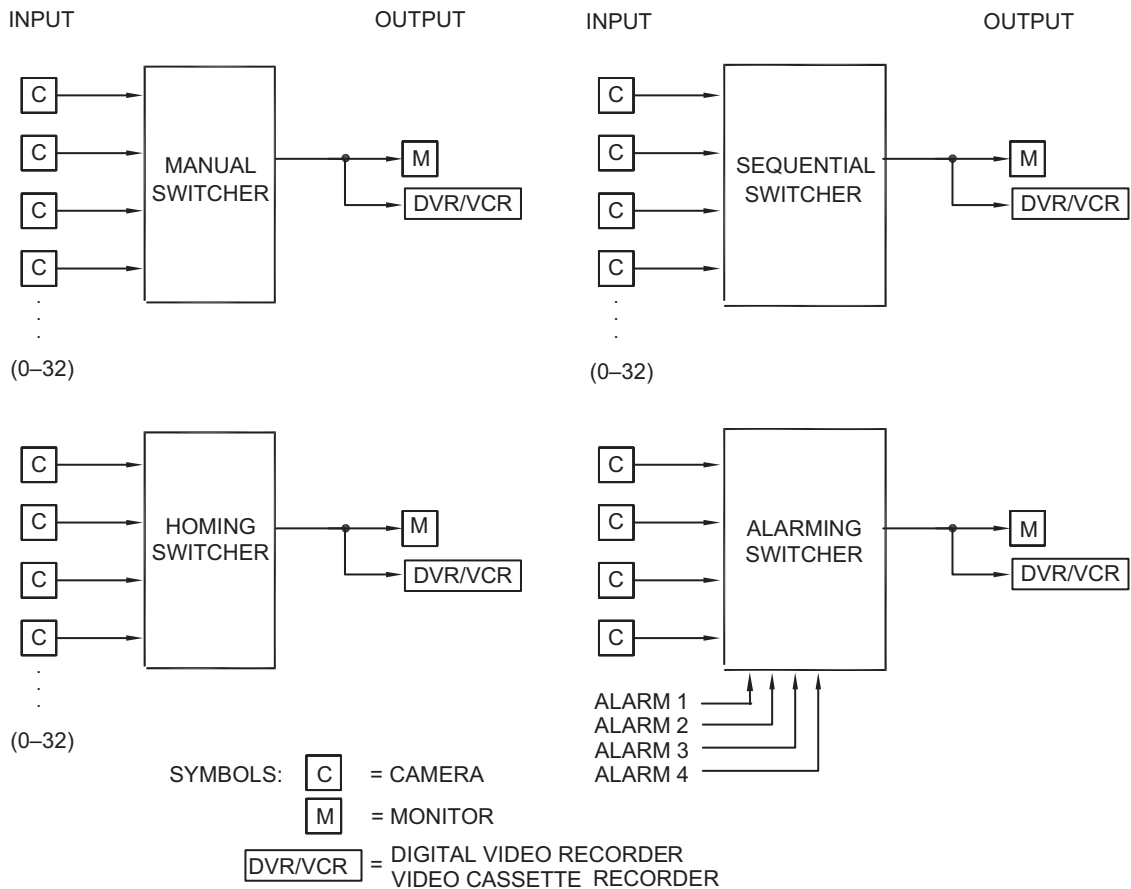 INPUT
OUTPUT
C
C
C
C
MANUAL
SWITCHER
M
DVR/VCR
.
.
.
(0–32)
INPUT
OUTPUT
C
C
C
C
SEQUENTIAL
SWITCHER
M
DVR/VCR
.
.
.
(0–32)
C
C
C
C
HOMING
SWITCHER
M
DVR/VCR
.
.
.
(0–32)
C
C
C
C
ALARMING
SWITCHER
M
DVR/VCR
ALARM 1
ALARM 2
ALARM 3
ALARM 4
SYMBOLS: C = CAMERA
M = MONITOR
DVR/VCR = DIGITAL VIDEO RECORDER
VIDEO CASSETTE RECORDER